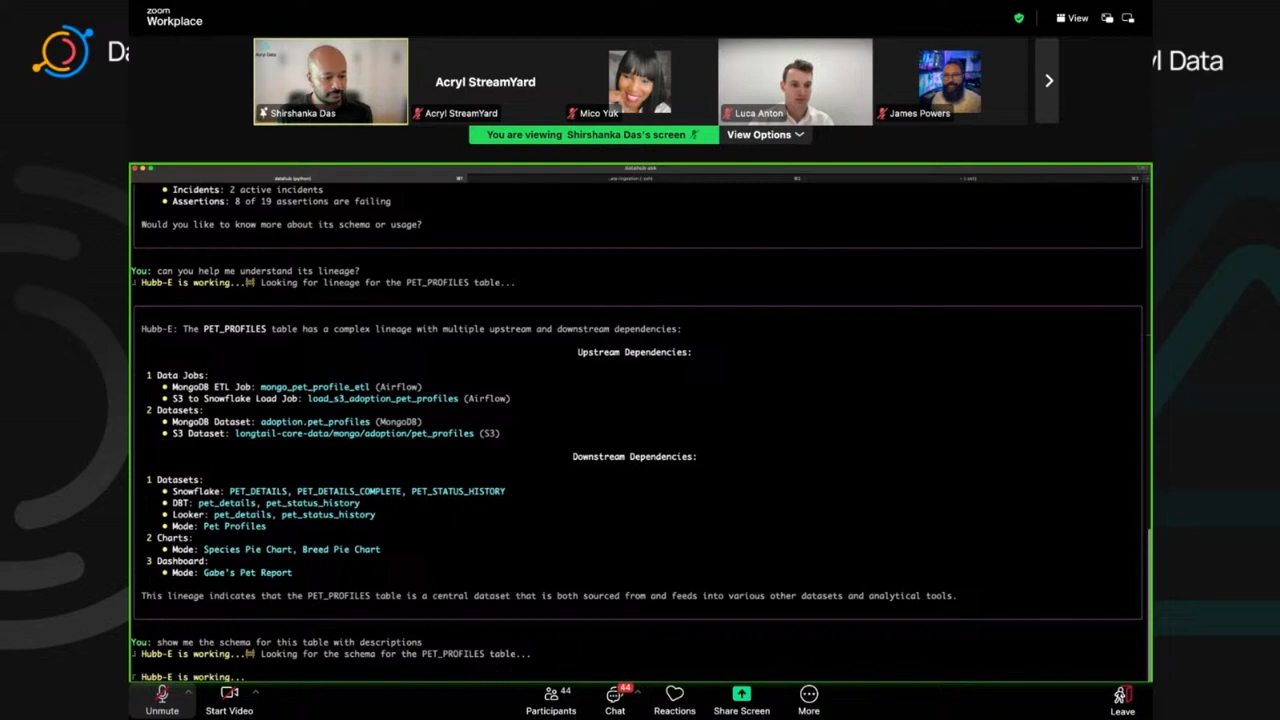 zoom
Workplace
View
Da
yl Data
Acryl Data
Acryl StreamYard
Shirshanka Das
Acryl StreamYard
Mico Yuk
Luca Anton
James Powers
You are viewing Shirshanka Das's screen
View Options
datahub (python)
Incidents: 2 active incidents
Assertions: 8 of 19 assertions are failing
Would you like to know more about its schema or usage?
You: can you help me understand its lineage?
Hubb-E is working... Looking for lineage for the PET_PROFILES table...
Hubb-E: The PET_PROFILES table has a complex lineage with multiple upstream and downstream dependencies:
Upstream Dependencies:
1 Data Jobs:
• MongoDB ETL Job: mongo_pet_profile_etl (Airflow)
• S3 to Snowflake Load Job: load_s3_adoption_pet_profiles (Airflow)
2 Datasets:
• MongoDB Dataset: adoption.pet_profiles (MongoDB)
• S3 Dataset: longtail-core-data/mongo/adoption/pet_profiles (S3)
Downstream Dependencies:
1 Datasets:
• Snowflake: PET_DETAILS, PET_DETAILS_COMPLETE, PET_STATUS_HISTORY
• DBT: pet_details, pet_status_history
• Looker: pet_details, pet_status_history
• Mode: Pet Profiles
2 Charts:
• Mode: Species Pie Chart, Breed Pie Chart
3 Dashboard:
• Mode: Gabe's Pet Report
This lineage indicates that the PET_PROFILES table is a central dataset that is both sourced from and feeds into various other datasets and analytical tools.
You: show me the schema for this table with descriptions
Hubb-E is working... Looking for the schema for the PET_PROFILES table...
Hubb-E is working...
Unmute
Start Video
44
Participants
44
Chat
Reactions
Share Screen
More
Leave